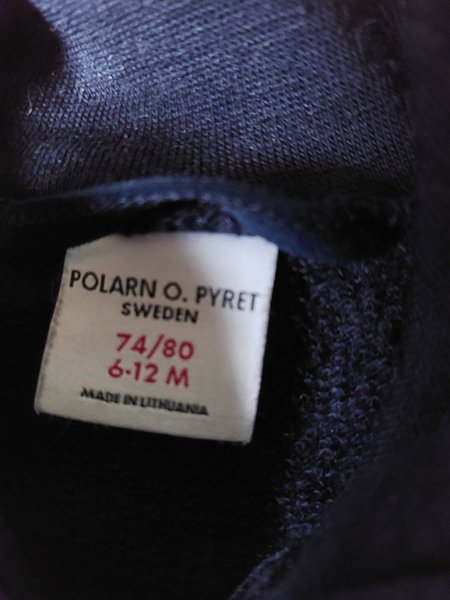 POLARN O. PYRET
SWEDEN
74/80
6-12 M
MADE IN LITHUANIA